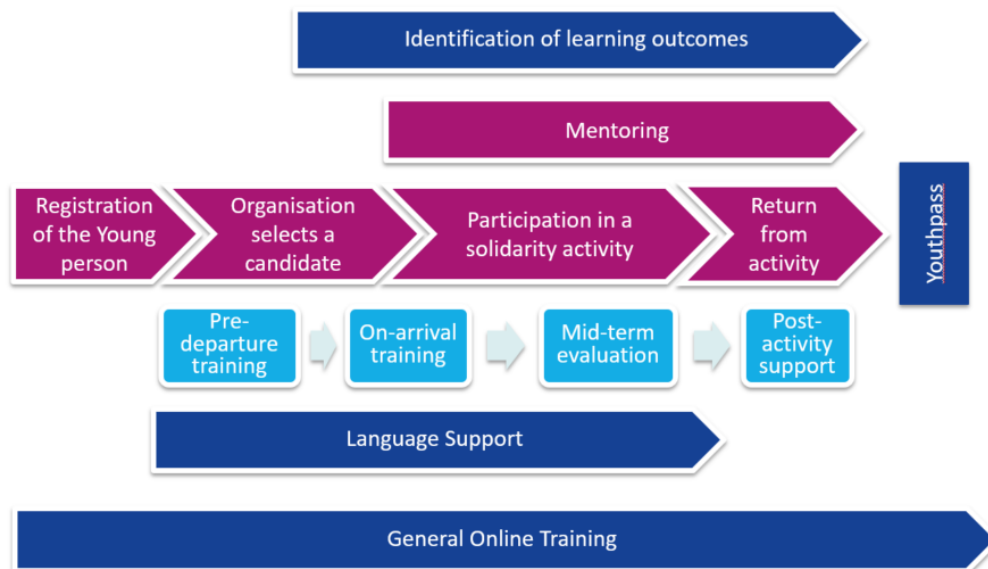 Identification of learning outcomes
Mentoring
Registration
of the Young
person
Organisation
selects a
candidate
Participation in a
solidarity activity
Return
from
activity
Youthpass
Pre-
departure
training
On-arrival
training
Mid-term
evaluation
Post-
activity
support
Language Support
General Online Training